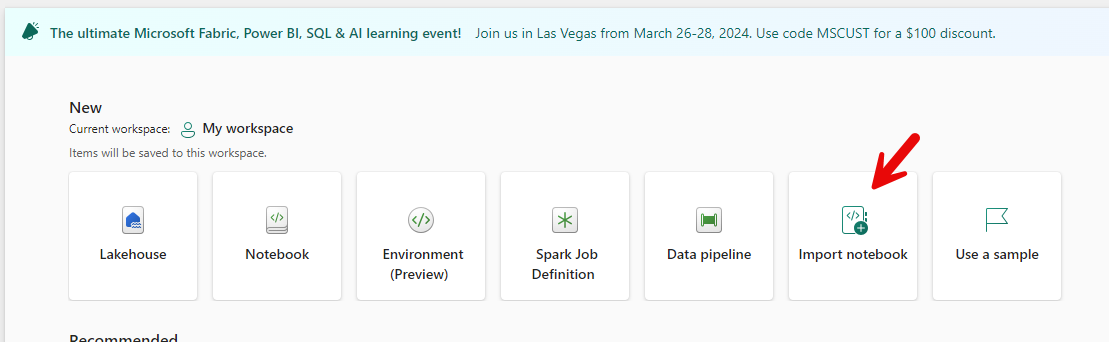 The ultimate Microsoft Fabric, Power BI, SQL & AI learning event! Join us in Las Vegas from March 26-28, 2024. Use code MSCUST for a $100 discount.
New
Current workspace: My workspace
Items will be saved to this workspace.
Lakehouse
Notebook
Environment
(Preview)
Spark Job
Definition
Data pipeline
Import notebook
Use a sample
Recommended